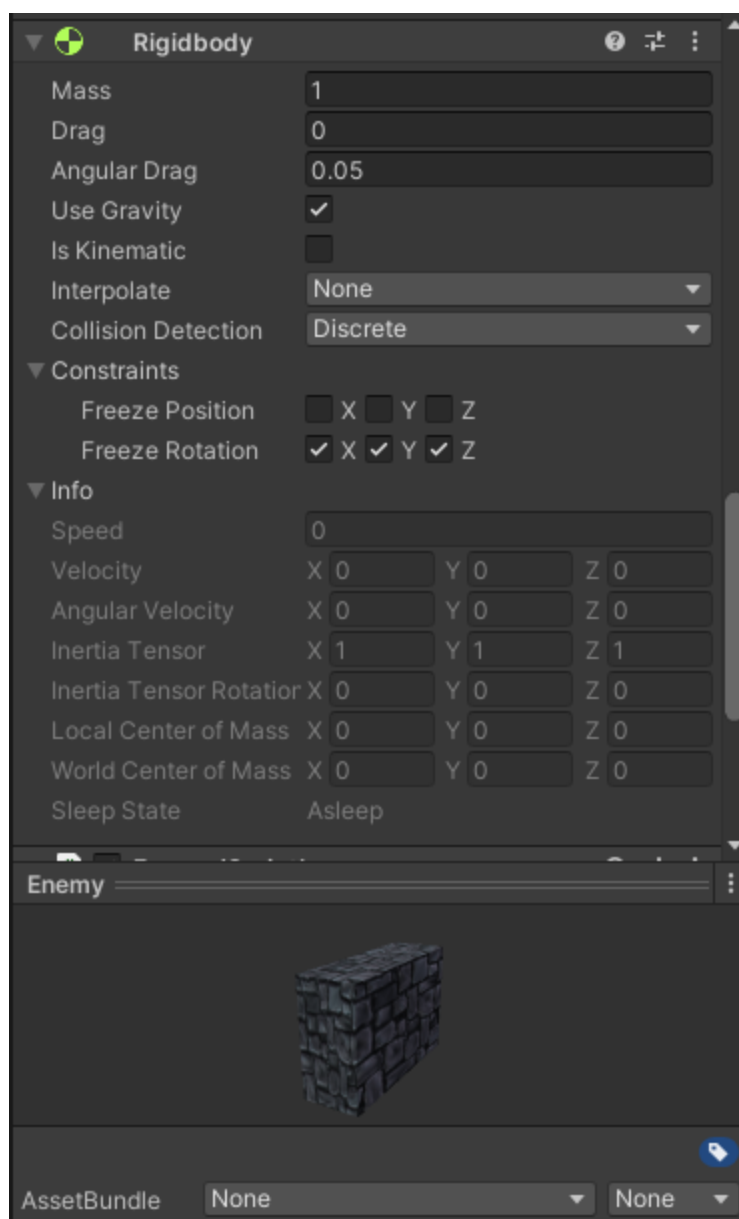 Rigidbody
Mass 1
Drag 0
Angular Drag 0.05
Use Gravity
Is Kinematic
Interpolate None
Collision Detection Discrete
Constraints
Freeze Position X Y Z
Freeze Rotation X Y Z
Info
Speed 0
Velocity X 0 Y 0 Z 0
Angular Velocity X 0 Y 0 Z 0
Inertia Tensor X 1 Y 1 Z 1
Inertia Tensor Rotation X 0 Y 0 Z 0
Local Center of Mass X 0 Y 0 Z 0
World Center of Mass X 0 Y 0 Z 0
Sleep State Asleep
Enemy
AssetBundle None None